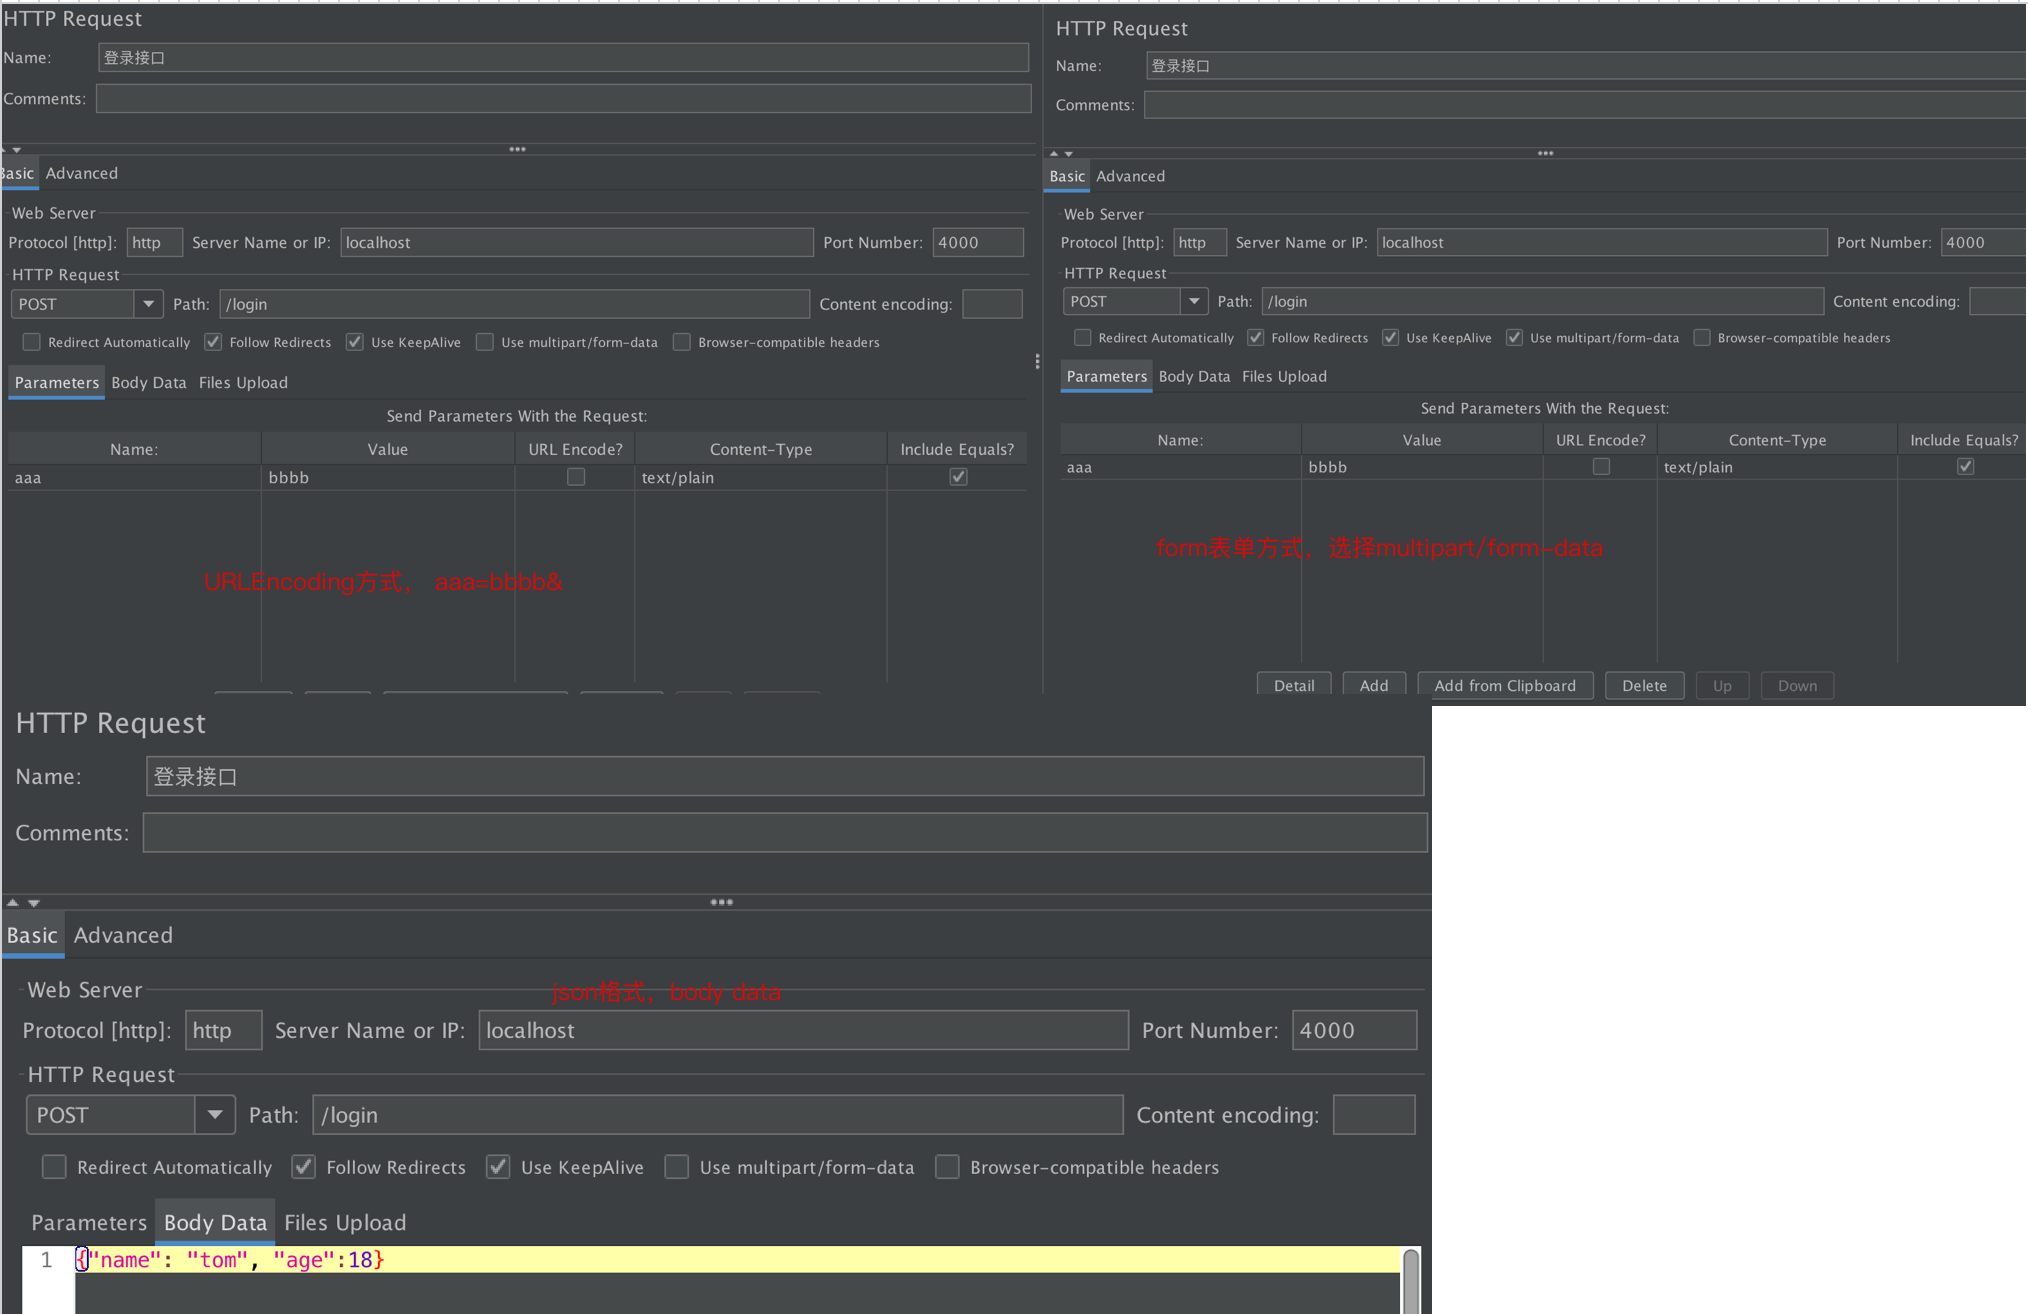 HTTP Request
Name: 登录接口
Comments:
Basic Advanced
Web Server
Protocol [http]: http Server Name or IP: localhost Port Number: 4000
HTTP Request
POST Path: /login Content encoding:
Redirect Automatically Follow Redirects Use KeepAlive Use multipart/form-data Browser-compatible headers
Parameters Body Data Files Upload
Send Parameters With the Request:
Name: Value URL Encode? Content-Type Include Equals?
aaa bbbb text/plain
URLEncoding方式， aaa=bbbb&
HTTP Request
Name: 登录接口
Comments:
Basic Advanced
Web Server
Protocol [http]: http Server Name or IP: localhost Port Number: 4000
HTTP Request
POST Path: /login Content encoding:
Redirect Automatically Follow Redirects Use KeepAlive Use multipart/form-data Browser-compatible headers
Parameters Body Data Files Upload
Send Parameters With the Request:
Name: Value URL Encode? Content-Type Include Equals?
aaa bbbb text/plain
form表单方式，选择multipart/form-data
Detail Add Add from Clipboard Delete Up Down
HTTP Request
Name: 登录接口
Comments:
Basic Advanced
Web Server
json格式，body data
Protocol [http]: http Server Name or IP: localhost Port Number: 4000
HTTP Request
POST Path: /login Content encoding:
Redirect Automatically Follow Redirects Use KeepAlive Use multipart/form-data Browser-compatible headers
Parameters Body Data Files Upload
1 {"name": "tom", "age":18}